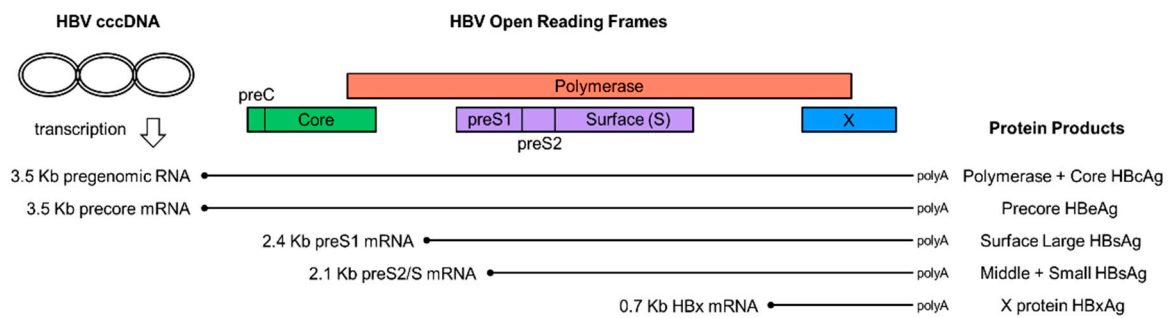 HBV cccDNA
HBV Open Reading Frames
Polymerase
preC
Core
preS1
Surface (S)
X
preS2
transcription
Protein Products
3.5 Kb pregenomic RNA
polyA
Polymerase + Core HBcAg
3.5 Kb precore mRNA
polyA
Precore HBeAg
2.4 Kb preS1 mRNA
polyA
Surface Large HBsAg
2.1 Kb preS2/S mRNA
polyA
Middle + Small HBsAg
0.7 Kb HBx mRNA
polyA
X protein HBxAg